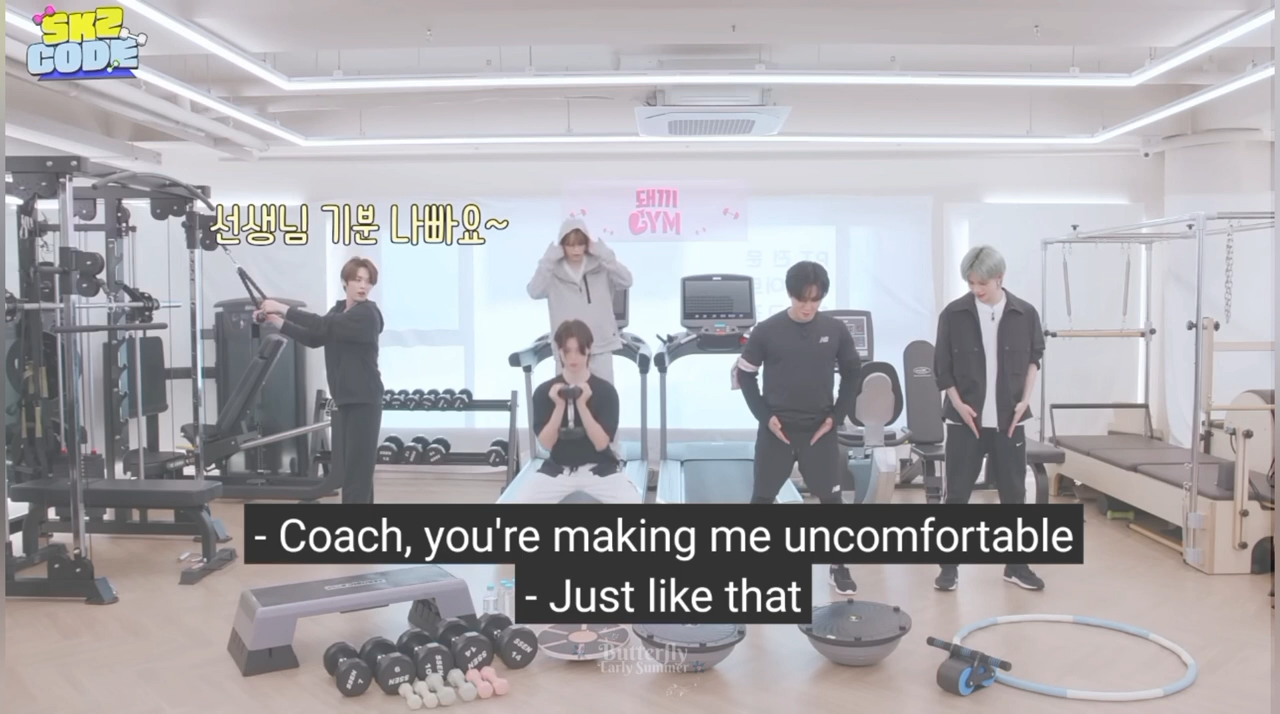 SKZ
CODE
돼끼
GYM
선생님 기분 나빠요~
- Coach, you're making me uncomfortable
- Just like that
Butterfly
Early Summer